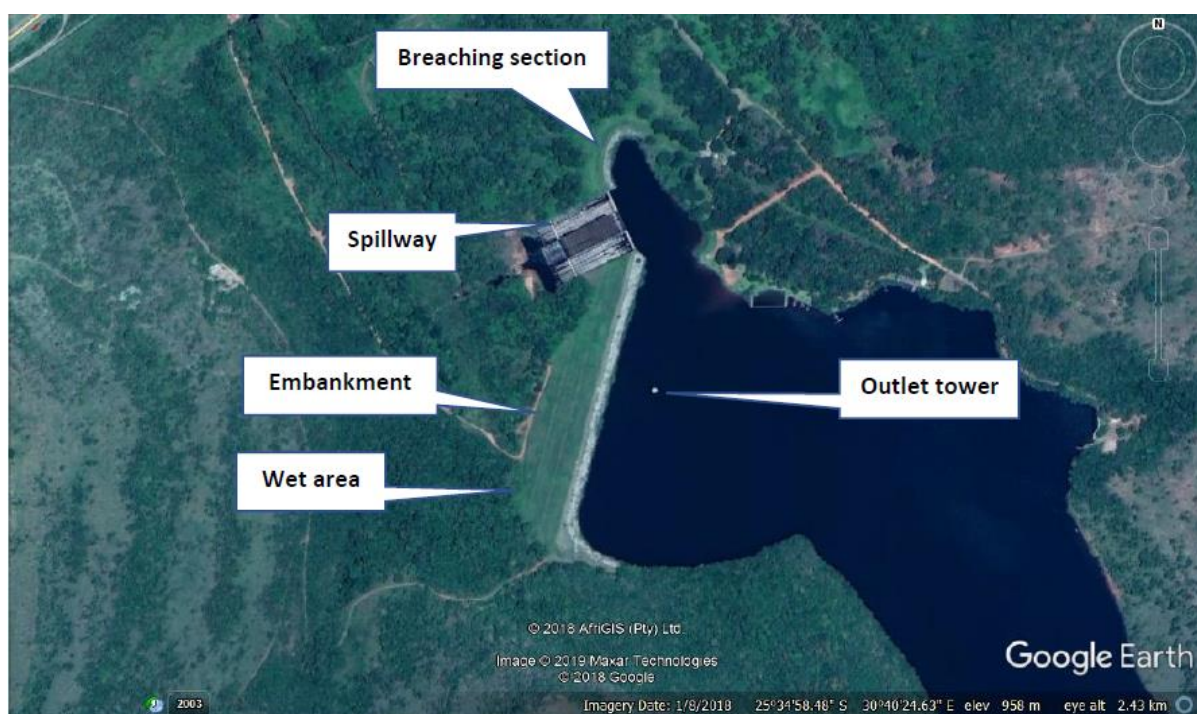 N
Breaching section
Spillway
Embankment
Outlet tower
Wet area
© 2018 AfriGIS (Pty) Ltd.
Image © 2019 Maxar Technologies
© 2018 Google
Google Earth
2003
Imagery Date: 1/8/2018 25°34'58.48" S 30°40'24.63" E elev 958 m eye alt 2.43 km